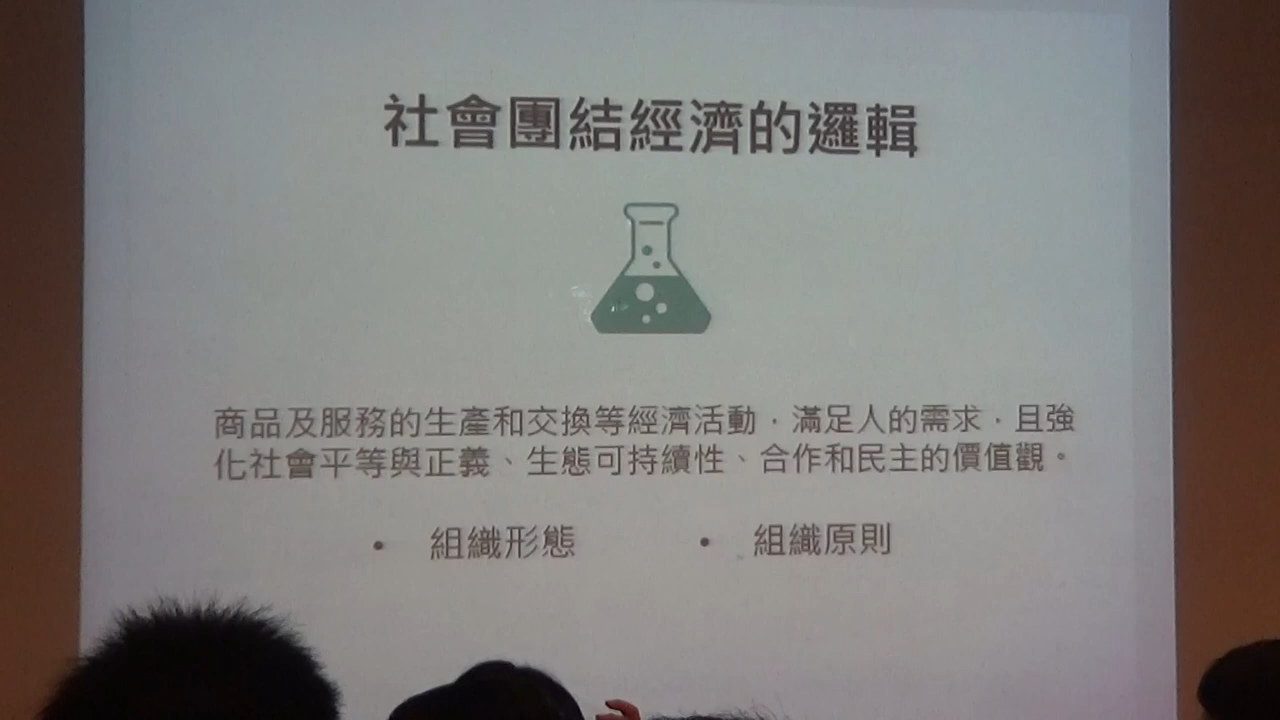 社會團結經濟的邏輯
商品及服務的生產和交換等經濟活動，滿足人的需求，且強
化社會平等與正義、生態可持續性、合作和民主的價值觀。
• 組織形態
• 組織原則